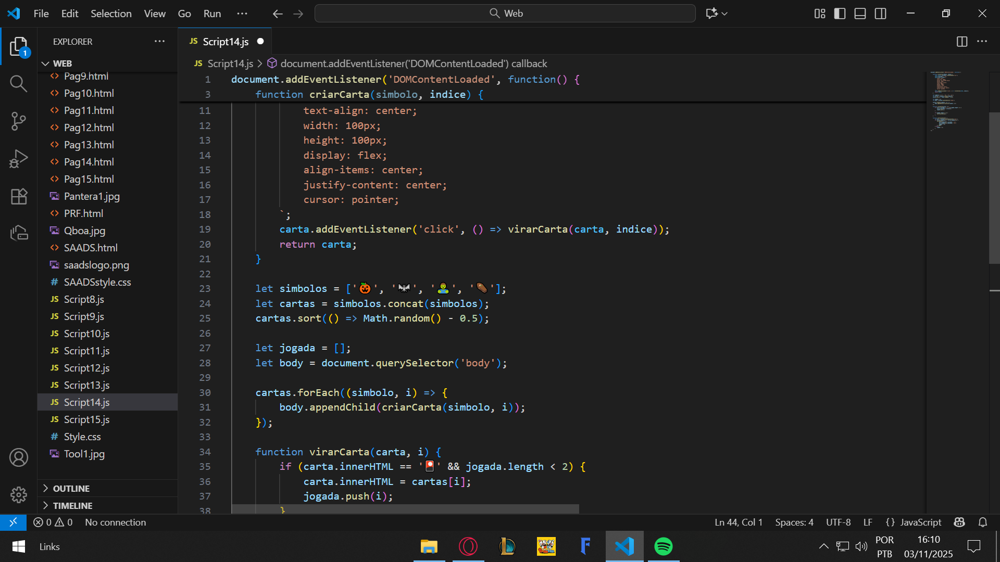 File Edit Selection View Go Run ··· Web
EXPLORER ···
WEB
Pag9.html
Pag10.html
Pag11.html
Pag12.html
Pag13.html
Pag14.html
Pag15.html
Pantera1.jpg
PRF.html
Qboa.jpg
SAADS.html
saadslogo.png
SAADSstyle.css
Script8.js
Script9.js
Script10.js
Script11.js
Script12.js
Script13.js
Script14.js
Script15.js
Style.css
Tool1.jpg
OUTLINE
TIMELINE
1
JS Script14.js
JS Script14.js > document.addEventListener('DOMContentLoaded') callback
1 document.addEventListener('DOMContentLoaded', function() {
3 function criarCarta(simbolo, indice) {
11 text-align: center;
12 width: 100px;
13 height: 100px;
14 display: flex;
15 align-items: center;
16 justify-content: center;
17 cursor: pointer;
18 `;
19 carta.addEventListener('click', () => virarCarta(carta, indice));
20 return carta;
21 }
22
23 let simbolos = ['🎃', '🦇', '🧟‍♂️', '⚰️'];
24 let cartas = simbolos.concat(simbolos);
25 cartas.sort(() => Math.random() - 0.5);
26
27 let jogada = [];
28 let body = document.querySelector('body');
29
30 cartas.forEach((simbolo, i) => {
31 body.appendChild(criarCarta(simbolo, i));
32 });
33
34 function virarCarta(carta, i) {
35 if (carta.innerHTML == '🎴' && jogada.length < 2) {
36 carta.innerHTML = cartas[i];
37 jogada.push(i);
38 }
0 0 No connection Ln 44, Col 1 Spaces: 4 UTF-8 LF {} JavaScript
Links
POR
PTB
16:10
03/11/2025